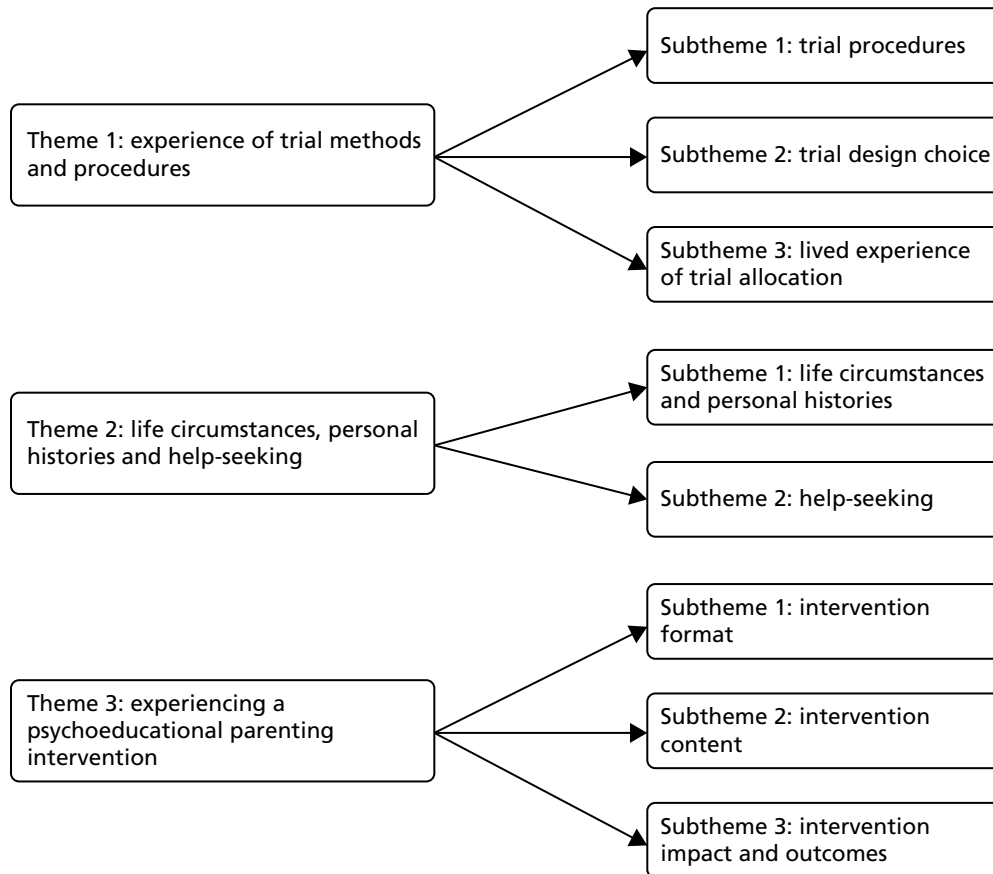 Theme 1: experience of trial methods
and procedures
Subtheme 1: trial procedures
Subtheme 2: trial design choice
Subtheme 3: lived experience
of trial allocation
Theme 2: life circumstances, personal
histories and help-seeking
Subtheme 1: life circumstances
and personal histories
Subtheme 2: help-seeking
Theme 3: experiencing a
psychoeducational parenting
intervention
Subtheme 1: intervention
format
Subtheme 2: intervention
content
Subtheme 3: intervention
impact and outcomes